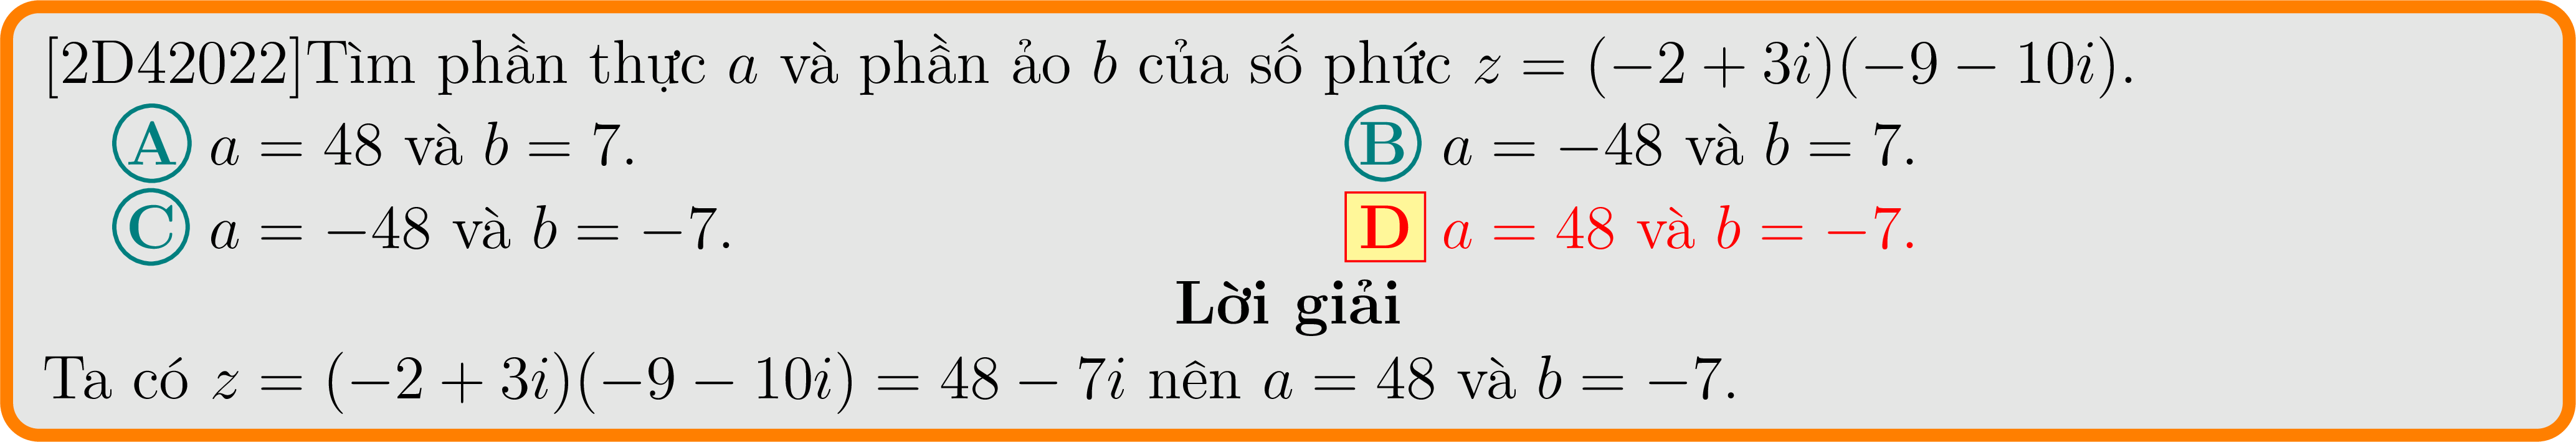 [2D42022]Tìm phần thực a và phần ảo b của số phức z = (−2 + 3i)(−9 − 10i).
A a = 48 và b = 7. B a = −48 và b = 7.
C a = −48 và b = −7. D a = 48 và b = −7.
Lời giải
Ta có z = (−2 + 3i)(−9 − 10i) = 48 − 7i nên a = 48 và b = −7.